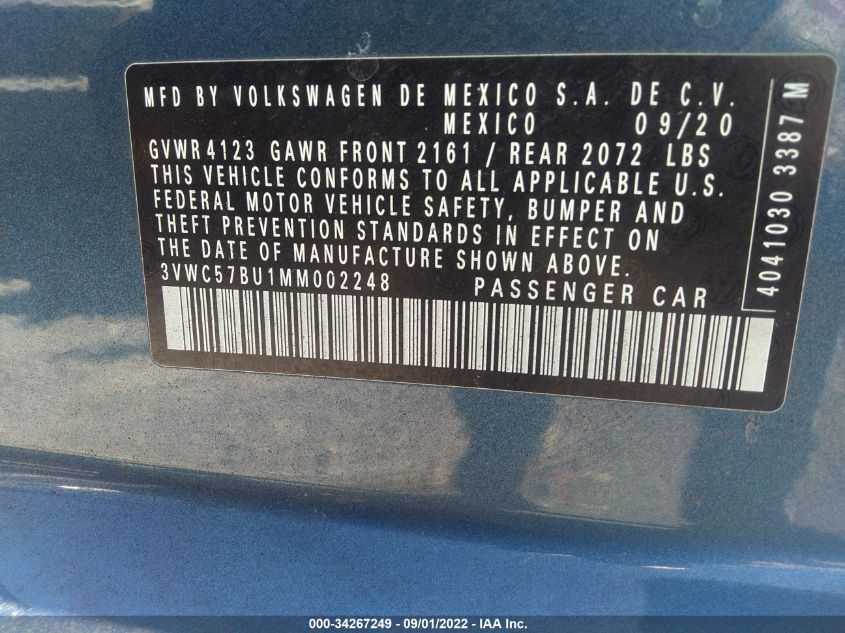 MFD BY VOLKSWAGEN DE MEXICO S.A. DE C.V.
MEXICO 09/20
GVWR 4123 GAWR FRONT 2161 / REAR 2072 LBS
THIS VEHICLE CONFORMS TO ALL APPLICABLE U.S.
FEDERAL MOTOR VEHICLE SAFETY, BUMPER AND
THEFT PREVENTION STANDARDS IN EFFECT ON
THE DATE OF MANUFACTURE SHOWN ABOVE.
3VWC57BU1MM002248 PASSENGER CAR
4041030 3387 M
000-34267249 - 09/01/2022 - IAA Inc.